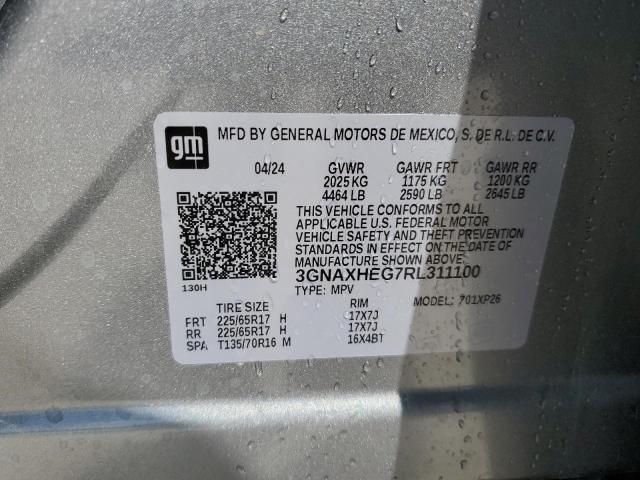 gm
MFD BY GENERAL MOTORS DE MEXICO, S. DE R.L. DE C.V.
04/24 GVWR GAWR FRT GAWR RR
2025 KG 1175 KG 1200 KG
4464 LB 2590 LB 2645 LB
THIS VEHICLE CONFORMS TO ALL
APPLICABLE U.S. FEDERAL MOTOR
VEHICLE SAFETY AND THEFT PREVENTION
STANDARDS IN EFFECT ON THE DATE OF
MANUFACTURE SHOWN ABOVE.
3GNAXHEG7RL311100
130H
TYPE: MPV MODEL: 701XP26
TIRE SIZE RIM
FRT 225/65R17 H 17X7J
RR 225/65R17 H 17X7J
SPA T135/70R16 M 16X4BT